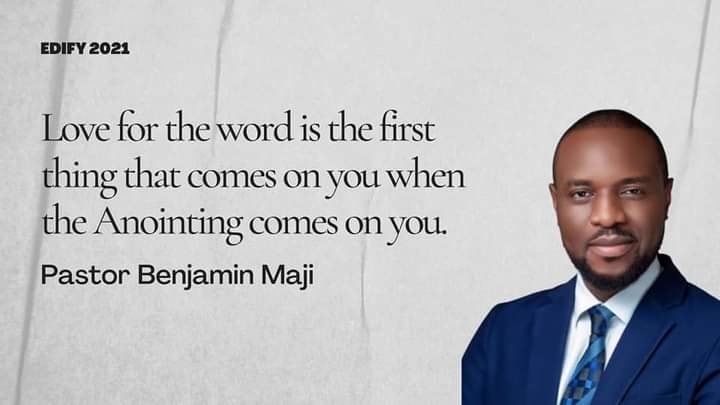 EDIFY 2021
Love for the word is the first
thing that comes on you when
the Anointing comes on you.
Pastor Benjamin Maji